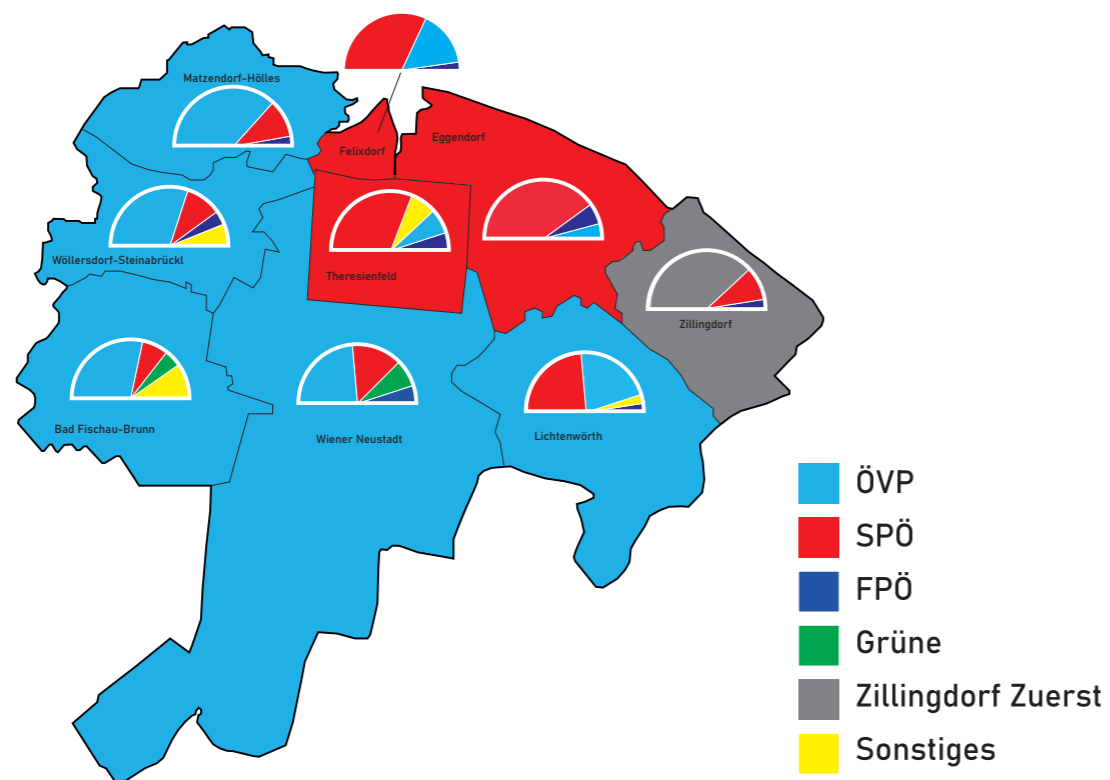 Matzendorf-Hölles
Eggendorf
Felixdorf
Wöllersdorf-Steinabrückl
Theresienfeld
Zillingdorf
Bad Fischau-Brunn
Wiener Neustadt
Lichtenwörth
ÖVP
SPÖ
FPÖ
Grüne
Zillingdorf Zuerst
Sonstiges